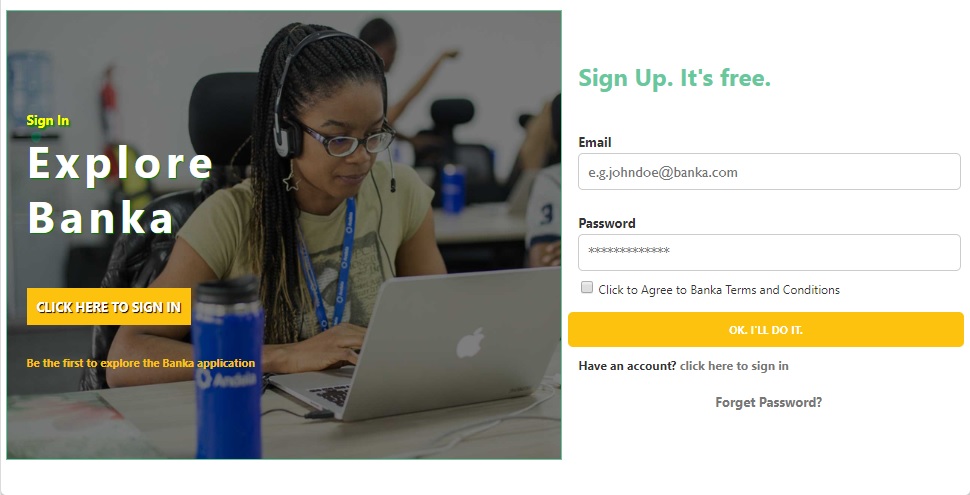 Sign In
Explore
Banka
CLICK HERE TO SIGN IN
Be the first to explore the Banka application
Andela
Sign Up. It's free.
Email
e.g.johndoe@banka.com
Password
*************
Click to Agree to Banka Terms and Conditions
OK. I'LL DO IT.
Have an account? click here to sign in
Forget Password?